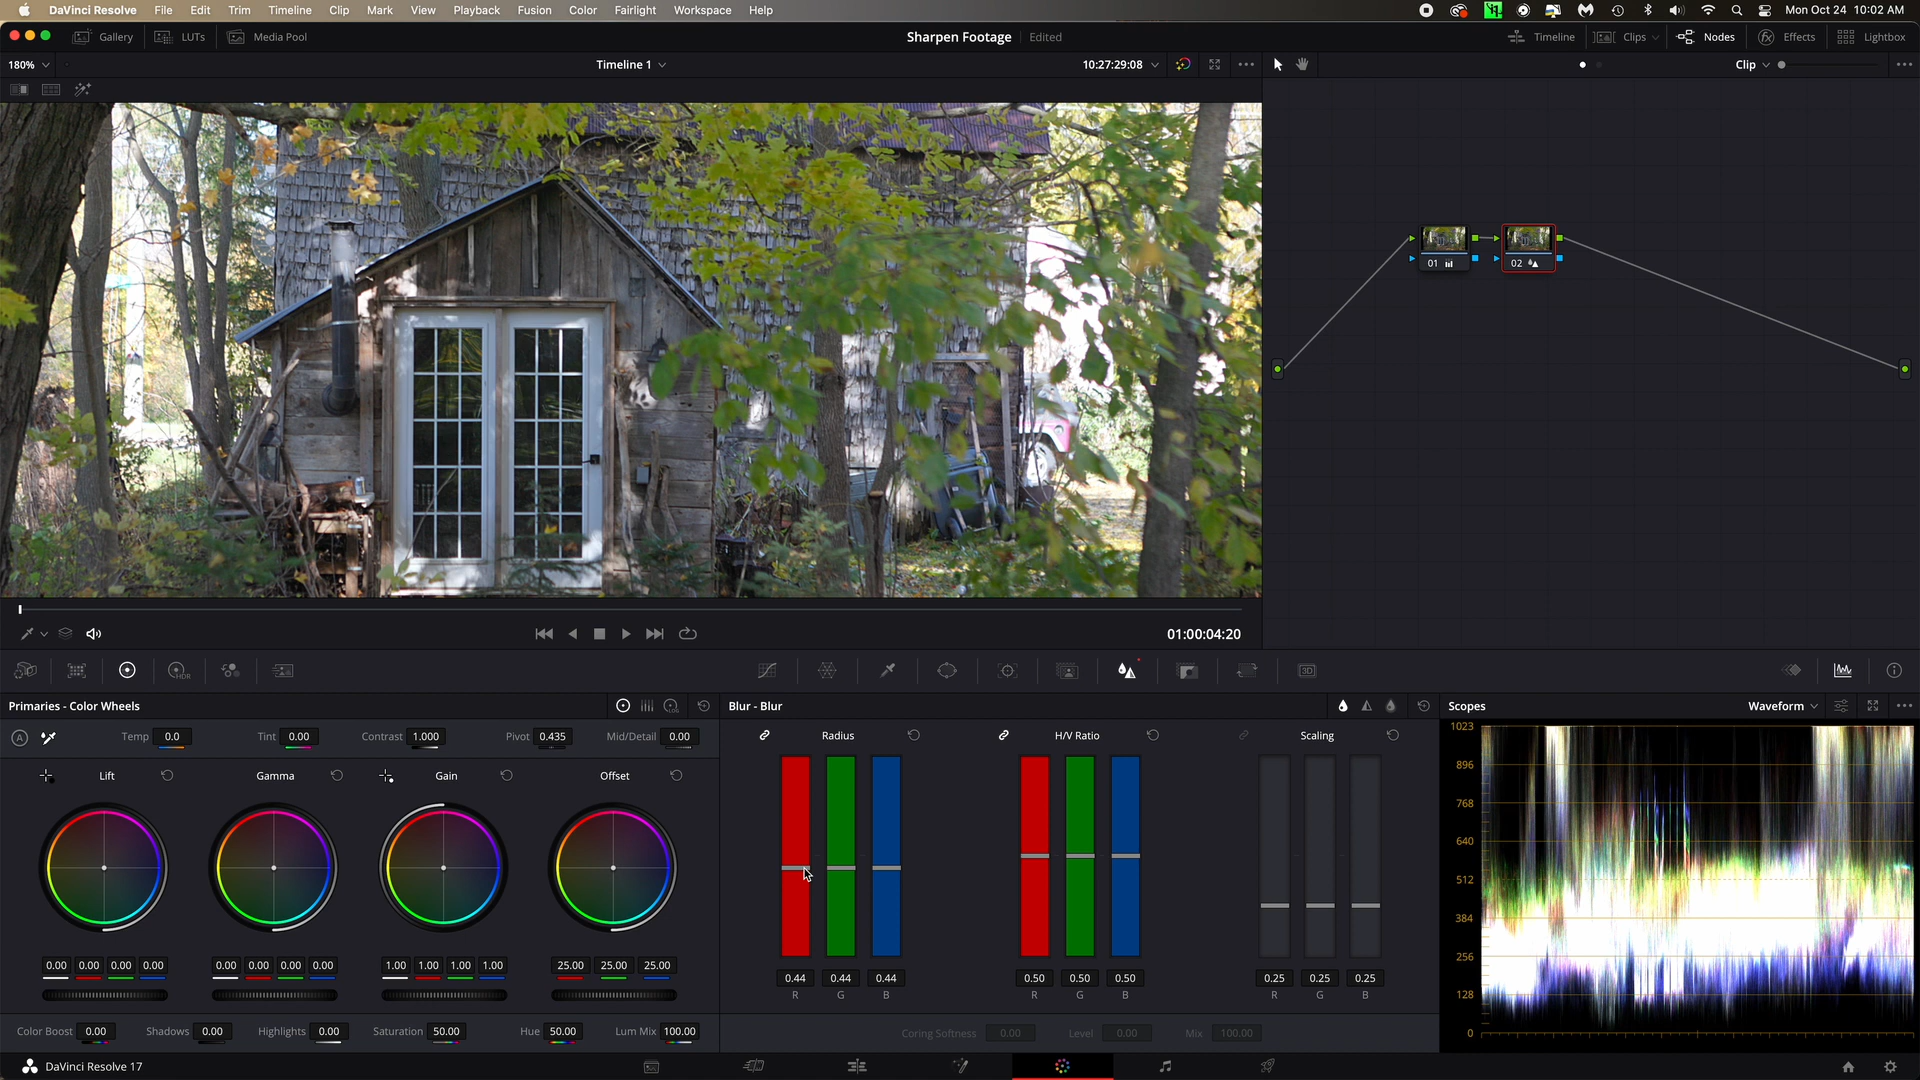 DaVinci Resolve File Edit Trim Timeline Clip Mark View Playback Fusion Color Fairlight Workspace Help Mon Oct 24 10:02 AM
Gallery LUTs Media Pool Sharpen Footage Edited Timeline Clips Nodes Effects Lightbox
180% Timeline 1 10:27:29:08 Clip
01 02
01:00:04:20
HDR LOG 3D
Primaries - Color Wheels Blur - Blur Scopes Waveform
A Temp 0.0 Tint 0.00 Contrast 1.000 Pivot 0.435 Mid/Detail 0.00 Radius H/V Ratio Scaling
Lift Gamma Gain Offset
0.00 0.00 0.00 0.00 0.00 0.00 0.00 0.00 1.00 1.00 1.00 1.00 25.00 25.00 25.00
0.44 0.44 0.44 0.50 0.50 0.50 0.25 0.25 0.25
R G B R G B R G B
Color Boost 0.00 Shadows 0.00 Highlights 0.00 Saturation 50.00 Hue 50.00 Lum Mix 100.00 Coring Softness 0.00 Level 0.00 Mix 100.00
1023
896
768
640
512
384
256
128
0
DaVinci Resolve 17